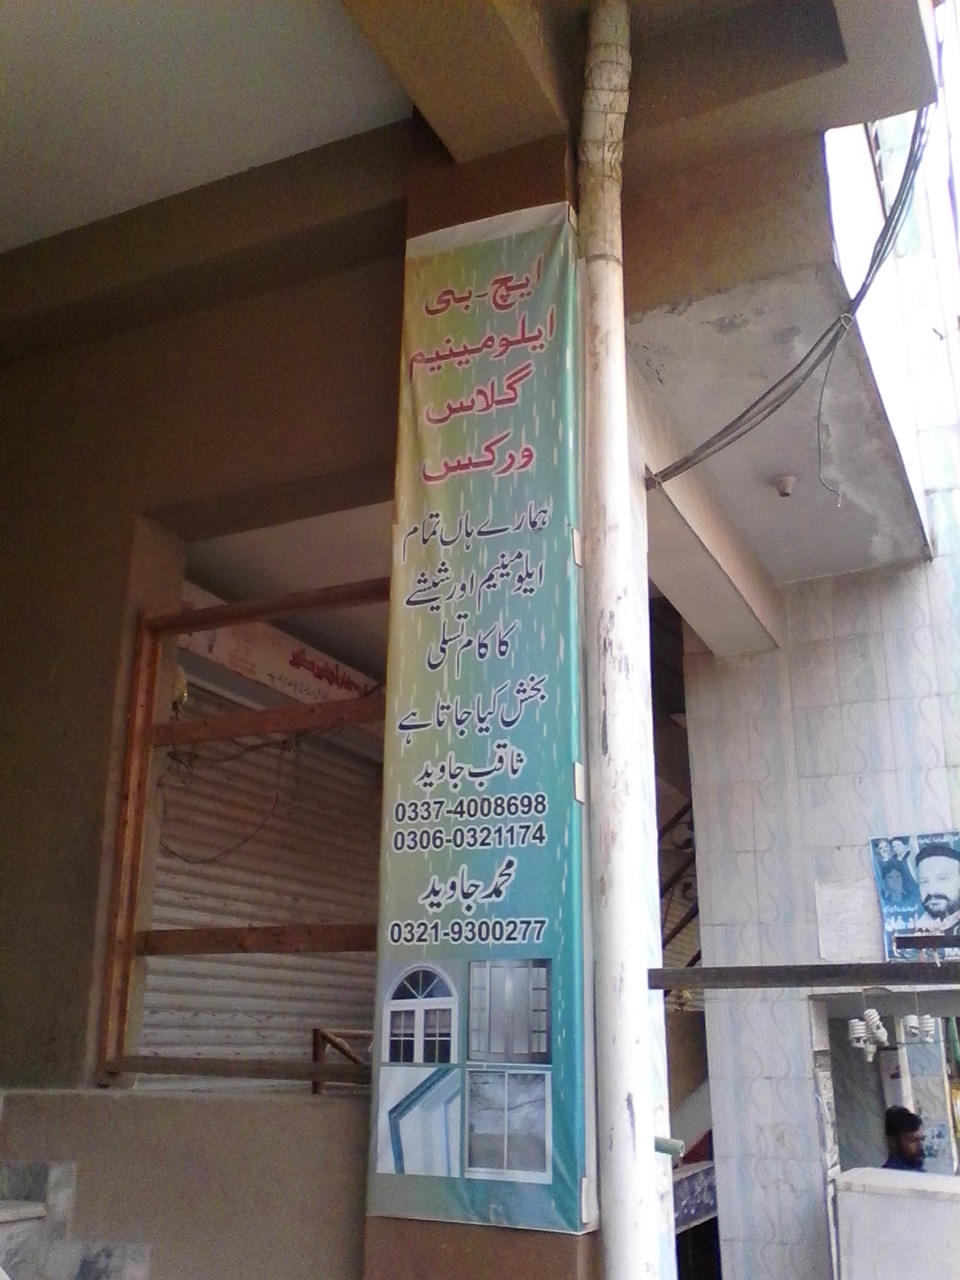 ایچ-بی
ایلومینیم
گلاس
ورکس
ہمارے ہاں تمام
ایلومینیم اور شیشے
کا کام تسلی
بخش کیا جاتا ہے
ثاقب جاوید
0337-4008698
0306-0321174
محمد جاوید
0321-9300277